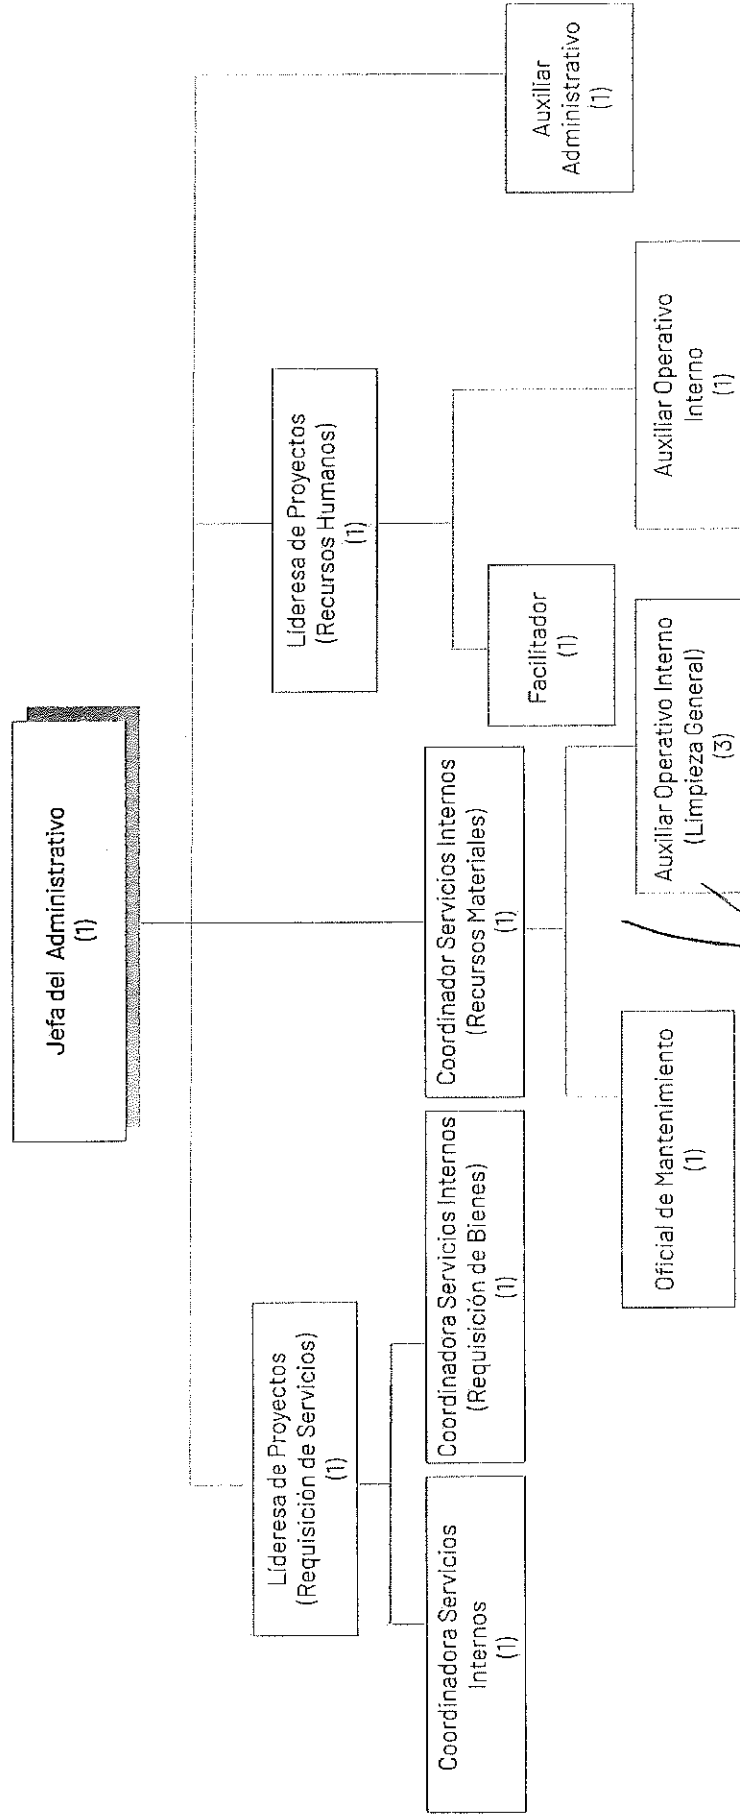 Jefa del Administrativo
(1)
Líderesa de Proyectos
(Requisición de Servicios)
(1)
Líderesa de Proyectos
(Recursos Humanos)
(1)
Coordinadora Servicios
Internos
(1)
Coordinadora Servicios Internos
(Requisición de Bienes)
(1)
Coordinador Servicios Internos
(Recursos Materiales)
(1)
Facilitador
(1)
Auxiliar
Administrativo
(1)
Oficial de Mantenimiento
(1)
Auxiliar Operativo Interno
(Limpieza General)
(3)
Auxiliar Operativo
Interno
(1)